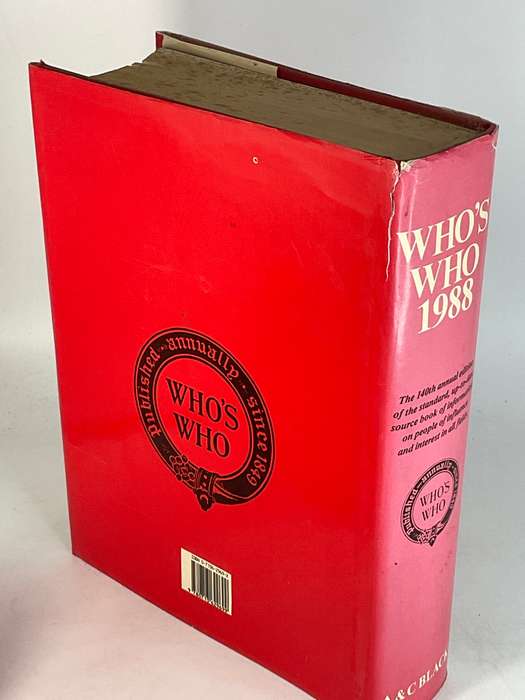 WHO'S
WHO
1988
The 140th annual edition
of the standard, up-to-date
source book of information
on people of influence
and interest in all fields
Published · annually · since 1849
WHO'S
WHO
A & C BLACK
Published · annually · since 1849
WHO'S
WHO